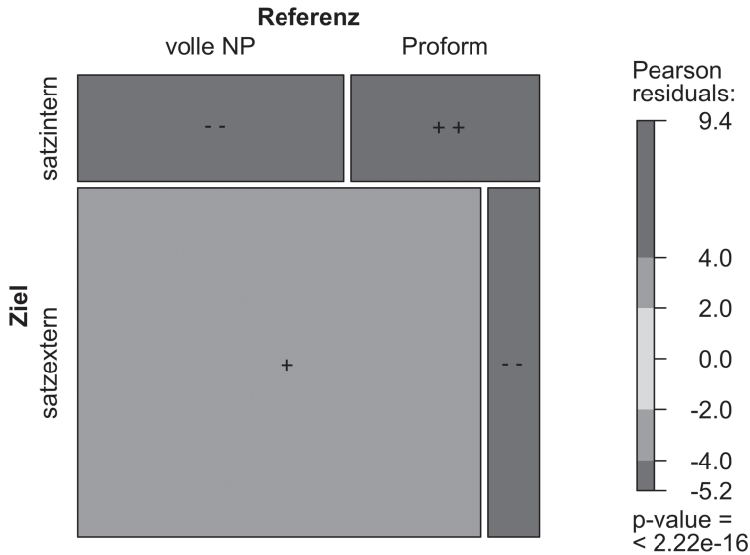 Referenz
volle NP
Proform
Ziel
satzintern
satzextern
- -
+ +
+
- -
Pearson
residuals:
9.4
4.0
2.0
0.0
-2.0
-4.0
-5.2
p-value =
< 2.22e-16